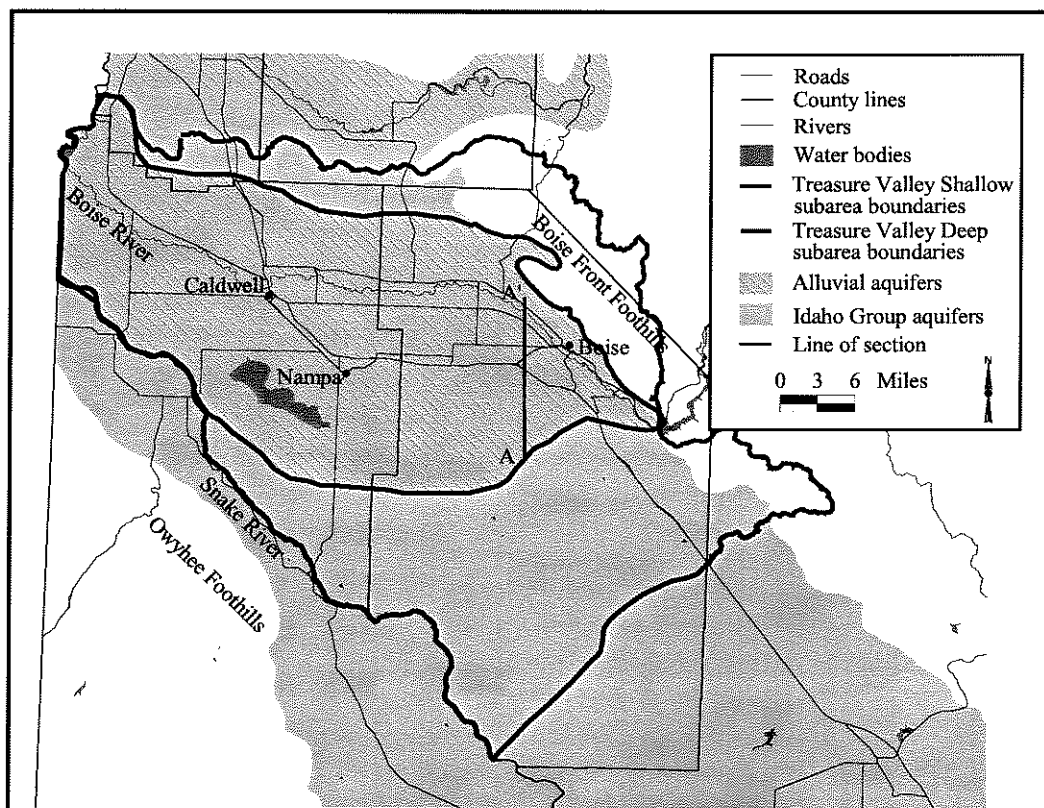 Roads
County lines
Rivers
Water bodies
Treasure Valley Shallow
subarea boundaries
Treasure Valley Deep
subarea boundaries
Alluvial aquifers
Idaho Group aquifers
Line of section
0 3 6 Miles
N
Boise River
Boise Front Foothills
Caldwell
A'
Boise
Nampa
A
Snake River
Owyhee Foothills